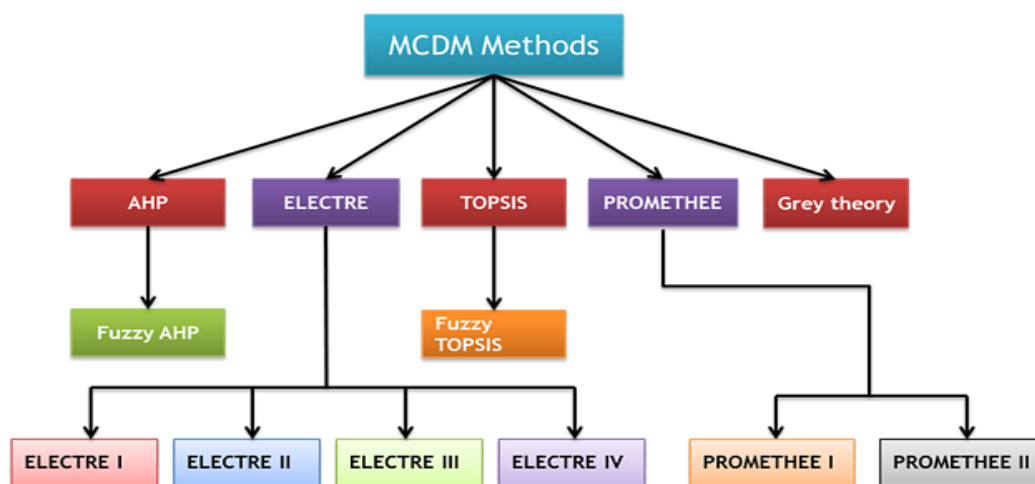 MCDM Methods
AHP
ELECTRE
TOPSIS
PROMETHEE
Grey theory
Fuzzy AHP
Fuzzy
TOPSIS
ELECTRE I
ELECTRE II
ELECTRE III
ELECTRE IV
PROMETHEE I
PROMETHEE II